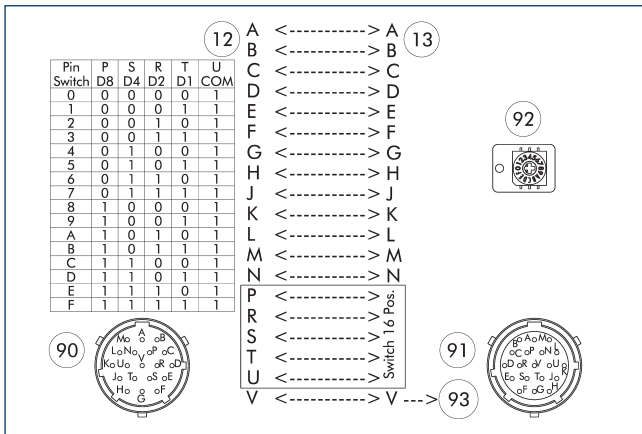 12 A <-----------> A 13
B <-----------> B
C <-----------> C
D <-----------> D
E <-----------> E
F <-----------> F
G <-----------> G
H <-----------> H
J <-----------> J
K <-----------> K
L <-----------> L
M <-----------> M
N <-----------> N
P <----------->
R <----------->
S <----------->
T <----------->
U <----------->
Switch 16 Pos.
V <-----------> V ---> 93
Pin P S R T U
Switch D8 D4 D2 D1 COM
0 0 0 0 0 1
1 0 0 0 1 1
2 0 0 1 0 1
3 0 0 1 1 1
4 0 1 0 0 1
5 0 1 0 1 1
6 0 1 1 0 1
7 0 1 1 1 1
8 1 0 0 0 1
9 1 0 0 1 1
A 1 0 1 0 1
B 1 0 1 1 1
C 1 1 0 0 1
D 1 1 0 1 1
E 1 1 1 0 1
F 1 1 1 1 1
92
90
M A B
L N P C
V
K U R D
J T S E
H G F
91
B A M
C P N L
D R V U K
E S T J
F G H